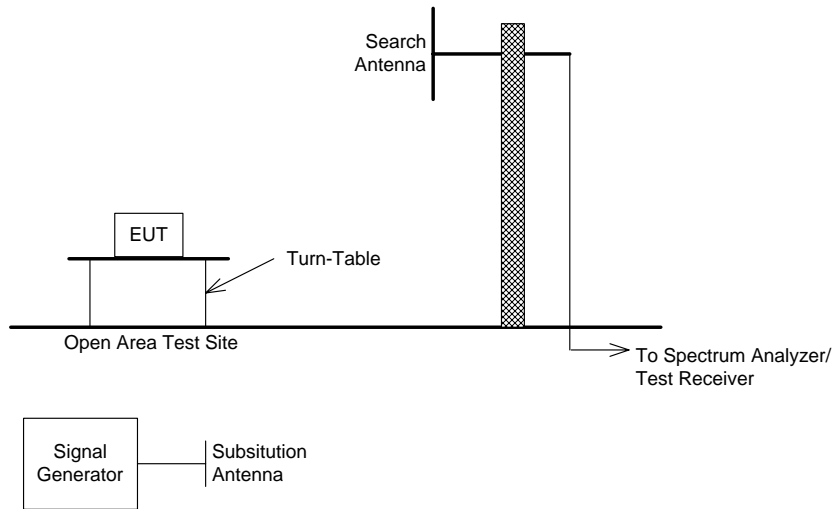 Search
Antenna
EUT
Turn-Table
Open Area Test Site
To Spectrum Analyzer/
Test Receiver
Signal
Generator
Subsitution
Antenna